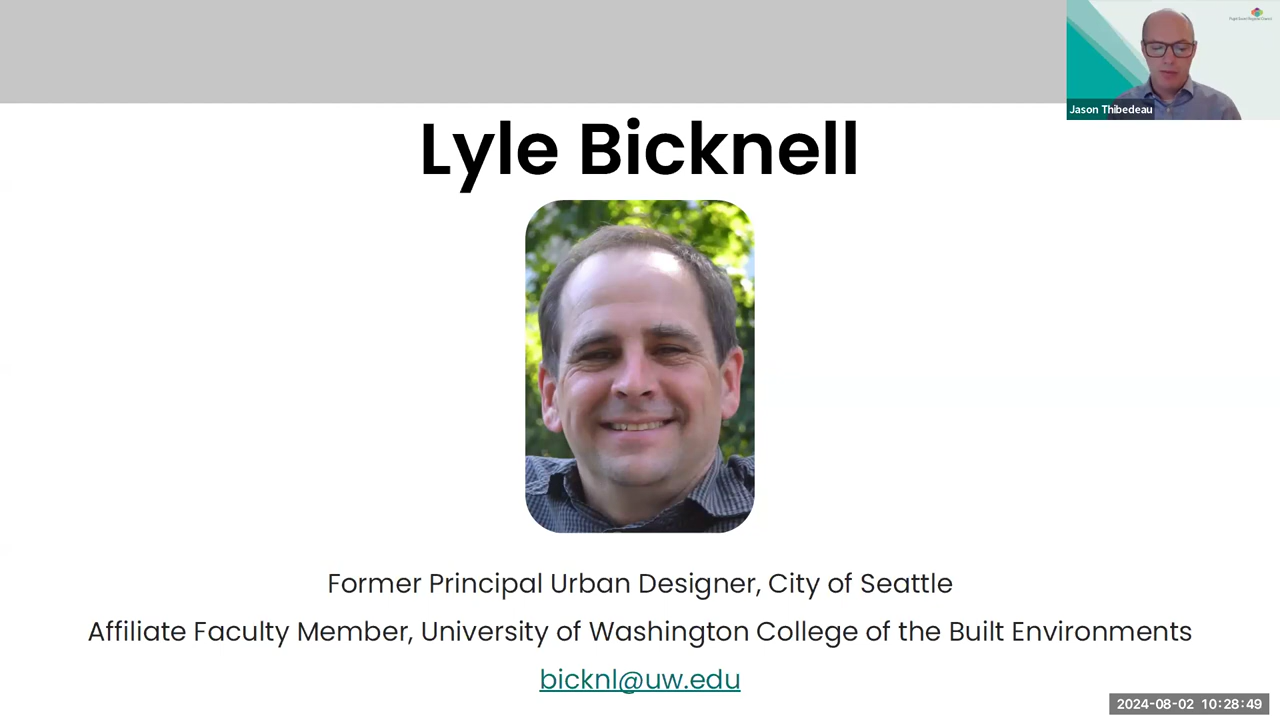 Jason Thibedeau
Lyle Bicknell
Former Principal Urban Designer, City of Seattle
Affiliate Faculty Member, University of Washington College of the Built Environments
bicknl@uw.edu
2024-08-02 10:28:49